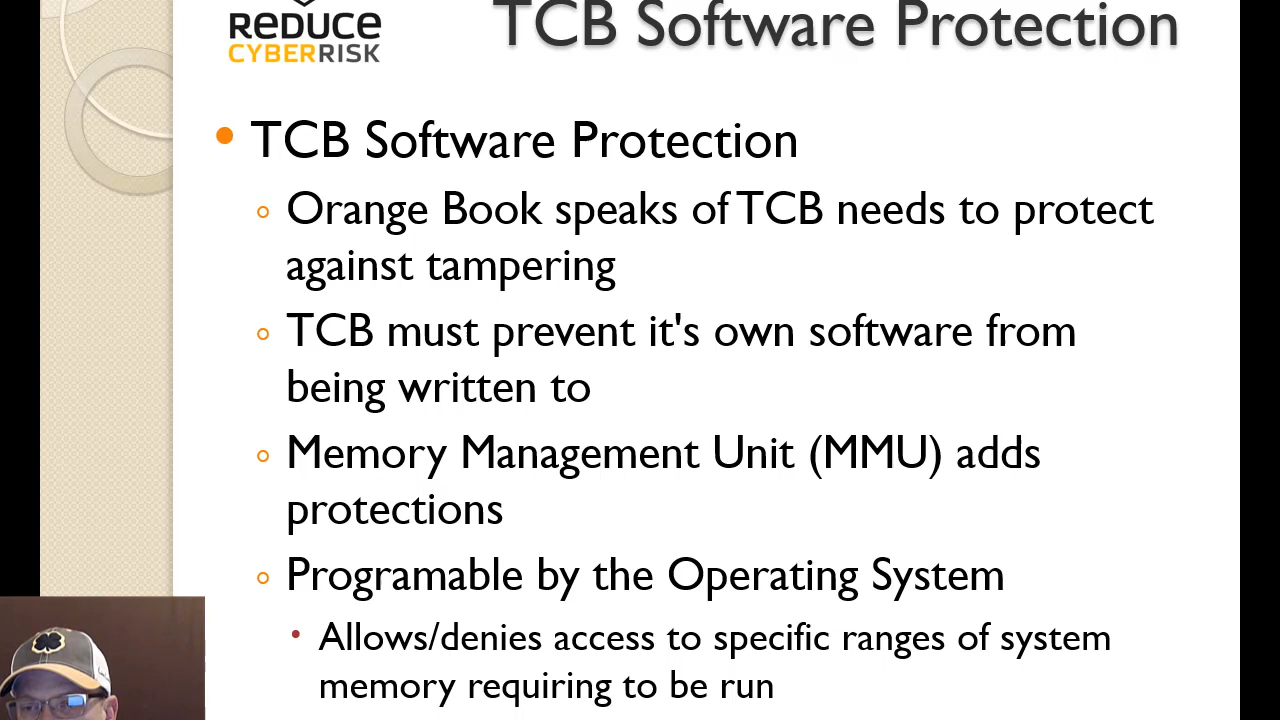 REDUCE
CYBERRISK
TCB Software Protection
TCB Software Protection
Orange Book speaks of TCB needs to protect
against tampering
TCB must prevent it's own software from
being written to
Memory Management Unit (MMU) adds
protections
Programable by the Operating System
Allows/denies access to specific ranges of system
memory requiring to be run